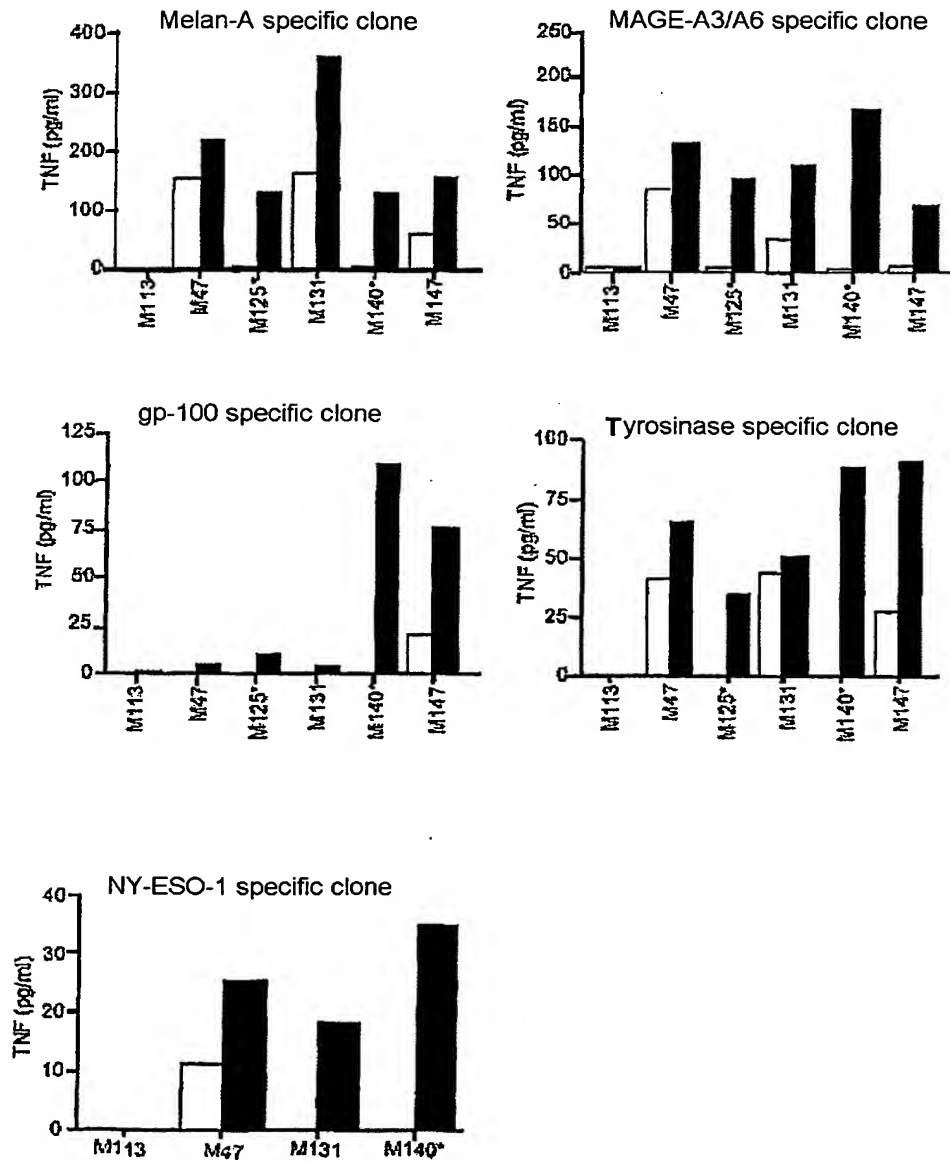 Melan-A specific clone
TNF (pg/ml)
400
300
200
100
0
M113
M47
M125*
M131
M140*
M147
MAGE-A3/A6 specific clone
TNF (pg/ml)
250
200
150
100
50
0
M113
M47
M125*
M131
M140*
M147
gp-100 specific clone
TNF (pg/ml)
125
100
75
50
25
0
M113
M47
M125*
M131
M140*
M147
Tyrosinase specific clone
TNF (pg/ml)
100
75
50
25
0
M113
M47
M125*
M131
M140*
M147
NY-ESO-1 specific clone
TNF (pg/ml)
40
30
20
10
0
M113
M47
M131
M140*